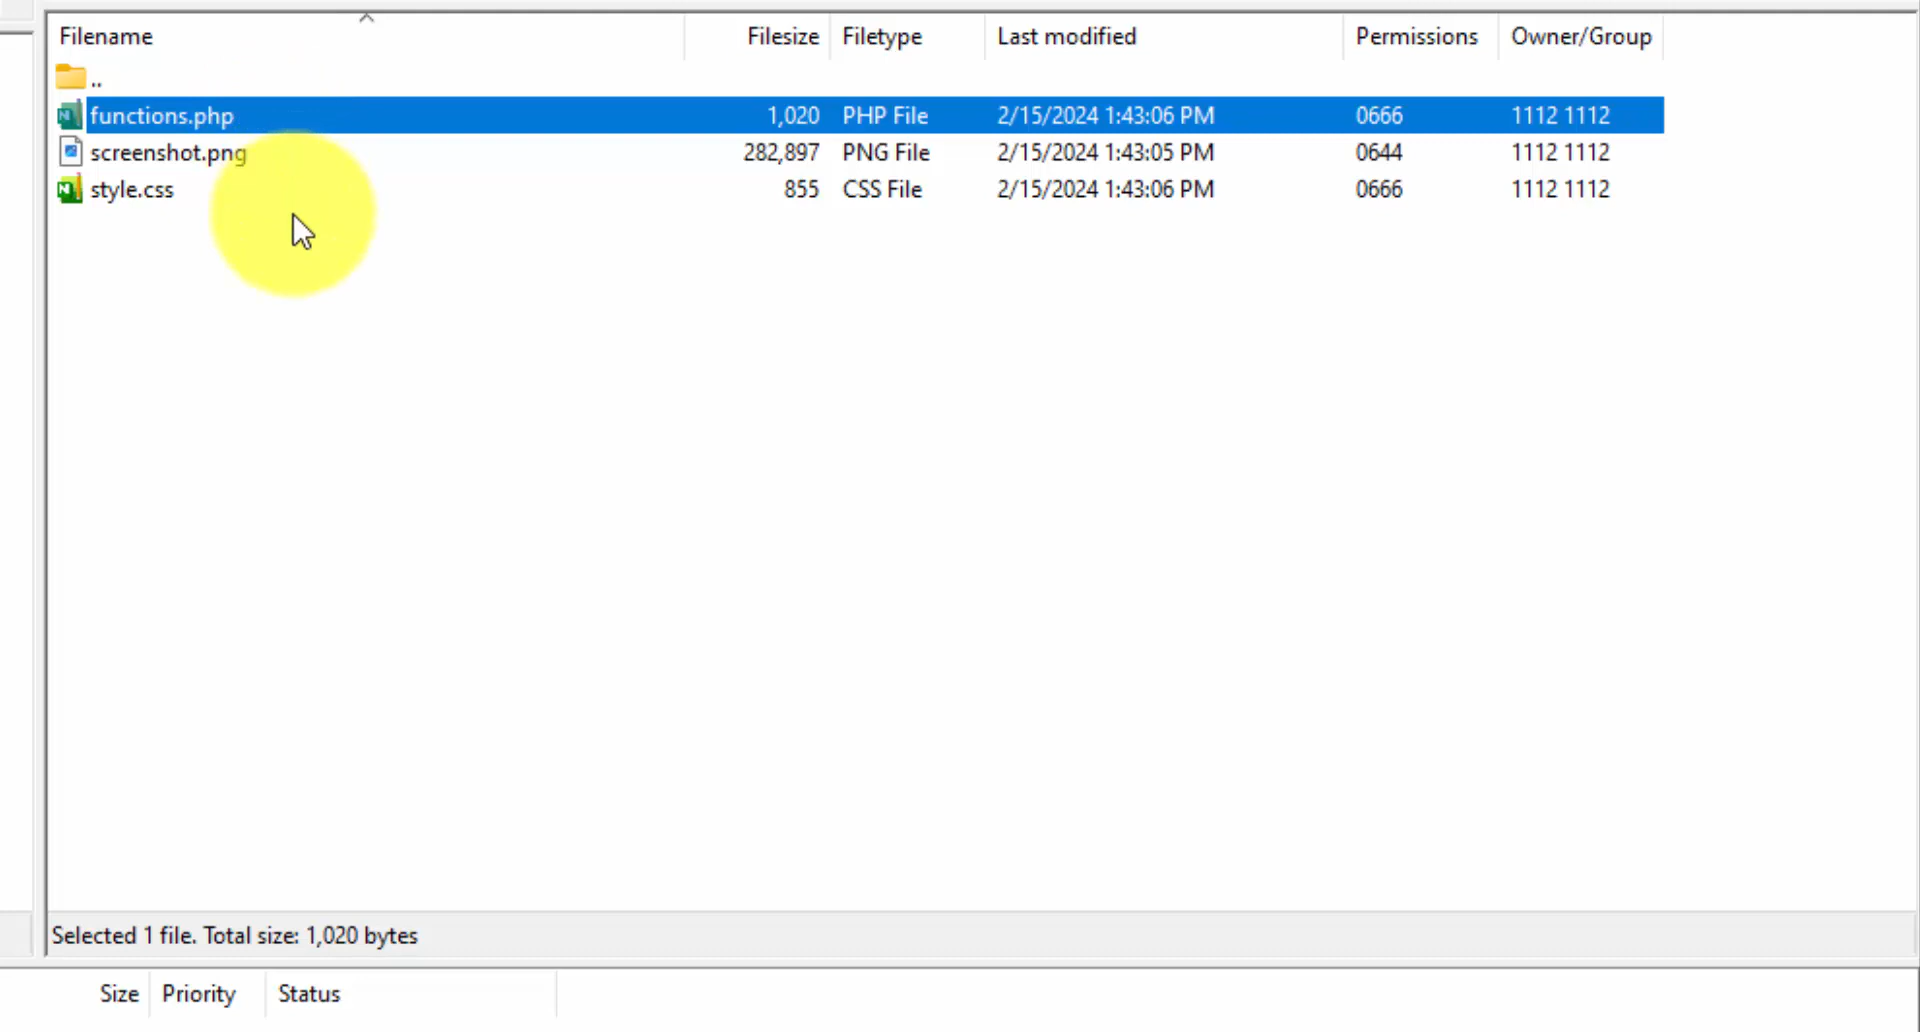 Filename Filesize Filetype Last modified Permissions Owner/Group
..
functions.php 1,020 PHP File 2/15/2024 1:43:06 PM 0666 1112 1112
screenshot.png 282,897 PNG File 2/15/2024 1:43:05 PM 0644 1112 1112
style.css 855 CSS File 2/15/2024 1:43:06 PM 0666 1112 1112
Selected 1 file. Total size: 1,020 bytes
Size Priority Status